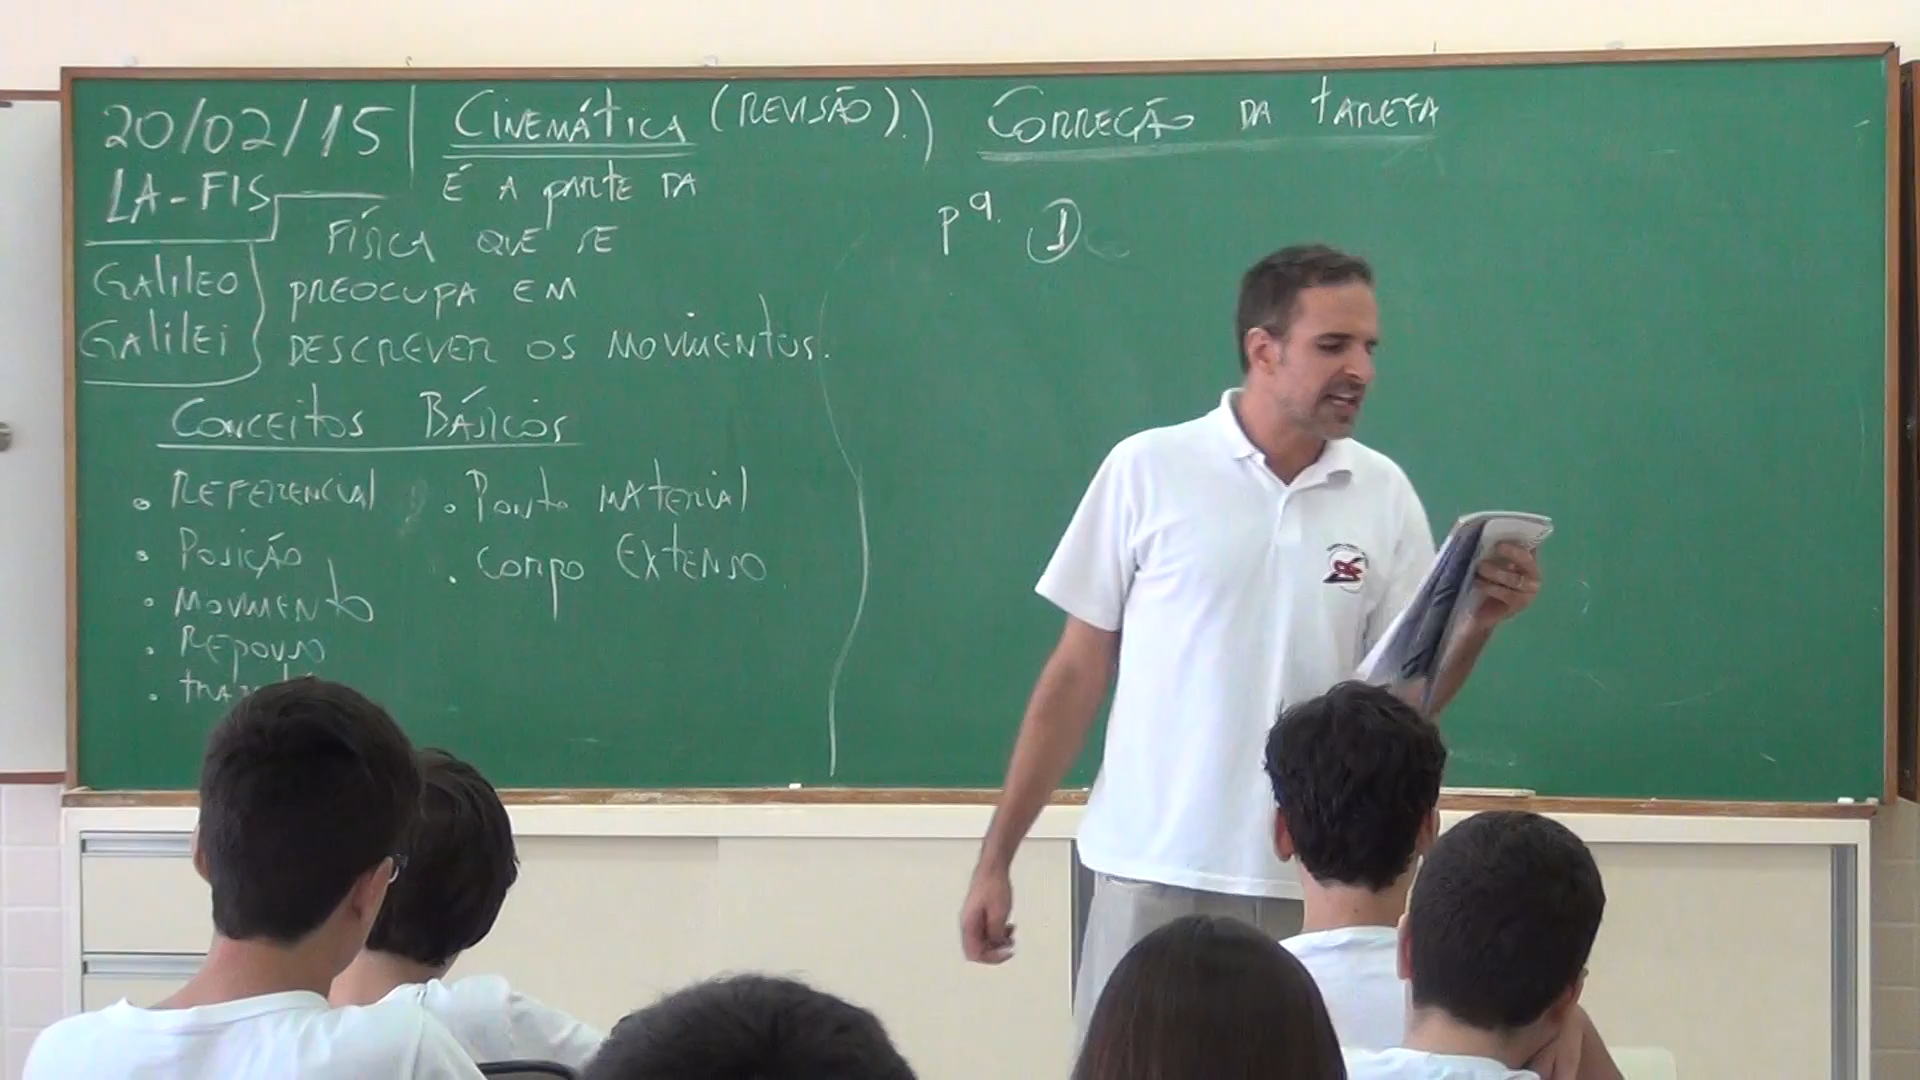 20/02/15
LA-FIS
Galileo
Galilei
CINEMÁTICA (REVISÃO).
É A PARTE DA
FÍSICA QUE SE
PREOCUPA EM
DESCREVER OS MOVIMENTOS.
CONCEITOS BÁSICOS
• REFERENCIAL
• POSIÇÃO
• MOVIMENTO
• REPOUSO
• Ponto MATERIAL
• CORPO EXTENSO
CORREÇÃO DA TAREFA
pg. 1